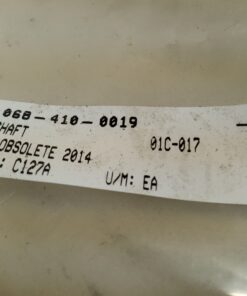 068-410-0019
HAFT
OBSOLETE 2014 01C-017
: C127A
U/M: EA